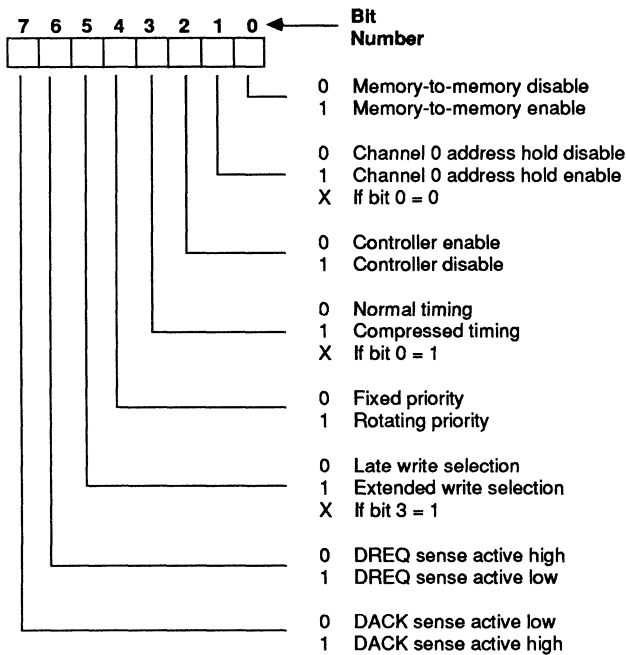 7 6 5 4 3 2 1 0 Bit
Number
0 Memory-to-memory disable
1 Memory-to-memory enable
0 Channel 0 address hold disable
1 Channel 0 address hold enable
X If bit 0 = 0
0 Controller enable
1 Controller disable
0 Normal timing
1 Compressed timing
X If bit 0 = 1
0 Fixed priority
1 Rotating priority
0 Late write selection
1 Extended write selection
X If bit 3 = 1
0 DREQ sense active high
1 DREQ sense active low
0 DACK sense active low
1 DACK sense active high